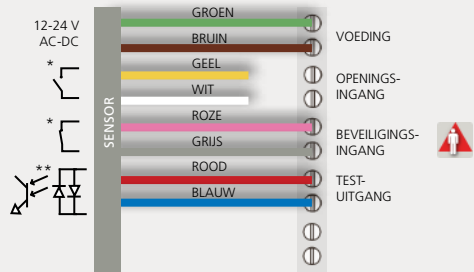 12-24 V
AC-DC
*
*
**
SENSOR
GROEN
BRUIN
GEEL
WIT
ROZE
GRIJS
ROOD
BLAUW
VOEDING
OPENINGS-
INGANG
BEVEILIGINGS-
INGANG
TEST-
UITGANG